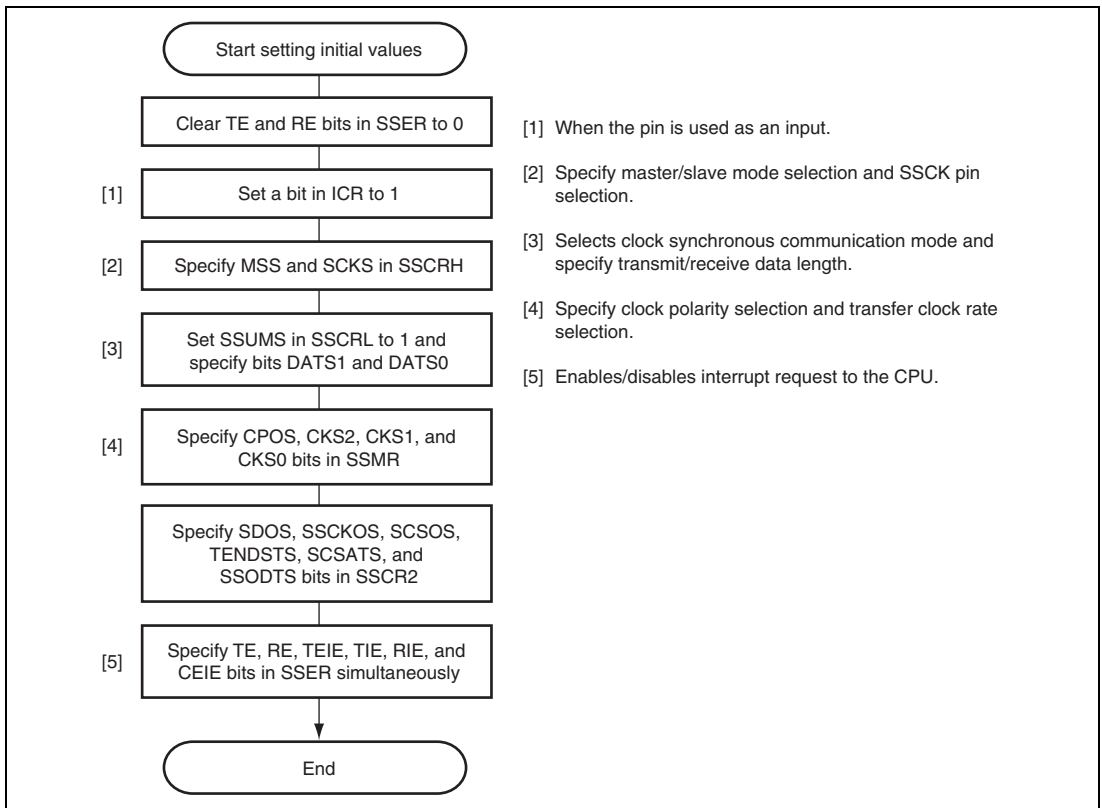 Start setting initial values
Clear TE and RE bits in SSER to 0
[1]
Set a bit in ICR to 1
[2]
Specify MSS and SCKS in SSCRH
[3]
Set SSUMS in SSCRL to 1 and
specify bits DATS1 and DATS0
[4]
Specify CPOS, CKS2, CKS1, and
CKS0 bits in SSMR
Specify SDOS, SSCKOS, SCSOS,
TENDSTS, SCSATS, and
SSODTS bits in SSCR2
[5]
Specify TE, RE, TEIE, TIE, RIE, and
CEIE bits in SSER simultaneously
End
[1] When the pin is used as an input.
[2] Specify master/slave mode selection and SSCK pin
selection.
[3] Selects clock synchronous communication mode and
specify transmit/receive data length.
[4] Specify clock polarity selection and transfer clock rate
selection.
[5] Enables/disables interrupt request to the CPU.